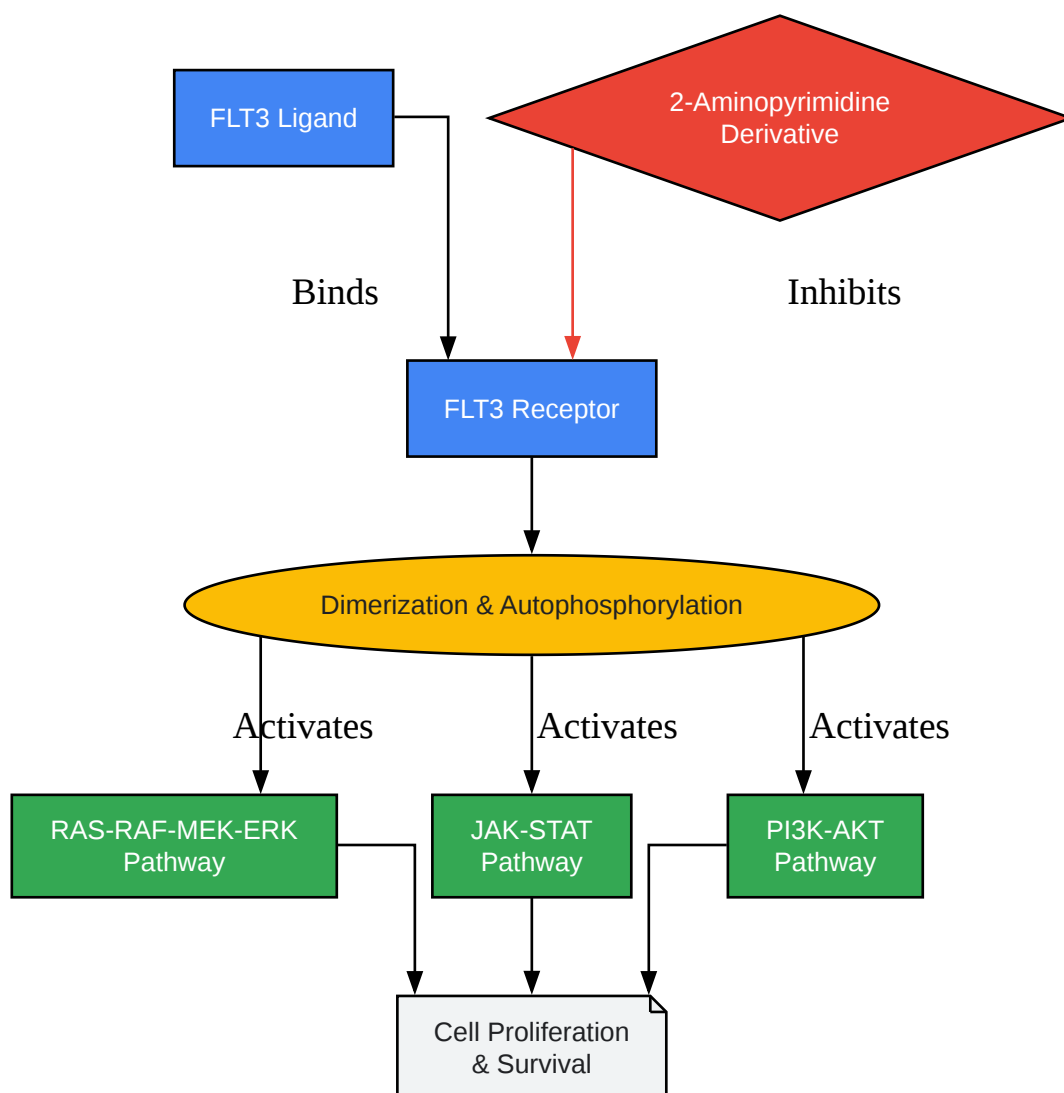 FLT3 Ligand
2-Aminopyrimidine
Derivative
Binds
Inhibits
FLT3 Receptor
Dimerization & Autophosphorylation
Activates
Activates
Activates
RAS-RAF-MEK-ERK
Pathway
JAK-STAT
Pathway
PI3K-AKT
Pathway
Cell Proliferation
& Survival